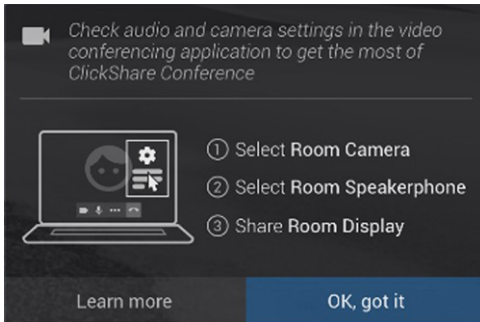 Check audio and camera settings in the video
conferencing application to get the most of
ClickShare Conference
1 Select Room Camera
2 Select Room Speakerphone
3 Share Room Display
Learn more
OK, got it